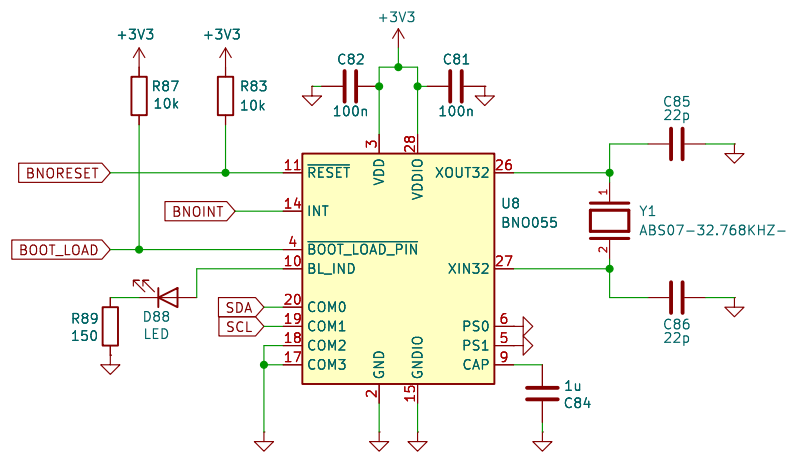 +3V3
+3V3
+3V3
C82
100n
C81
100n
R87
10k
R83
10k
C85
22p
3
28
VDD
VDDIO
BNORESET
11
RESET
XOUT32
26
BNOINT
14
INT
U8
BNO055
1
Y1
ABS07-32.768KHZ-
2
BOOT_LOAD
4
BOOT_LOAD_PIN
10
BL_IND
XIN32
27
SDA
20
COM0
SCL
19
COM1
18
COM2
17
COM3
R89
150
D88
LED
PS0
6
PS1
5
CAP
9
C86
22p
GND
GNDIO
2
15
1u
C84